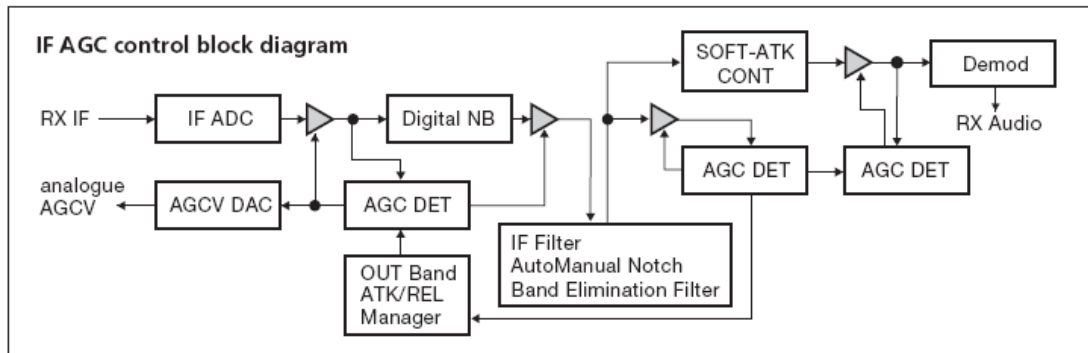 IF AGC control block diagram
RX IF
IF ADC
Digital NB
SOFT-ATK
CONT
Demod
RX Audio
analogue
AGCV
AGCV DAC
AGC DET
AGC DET
AGC DET
OUT Band
ATK/REL
Manager
IF Filter
AutoManual Notch
Band Elimination Filter